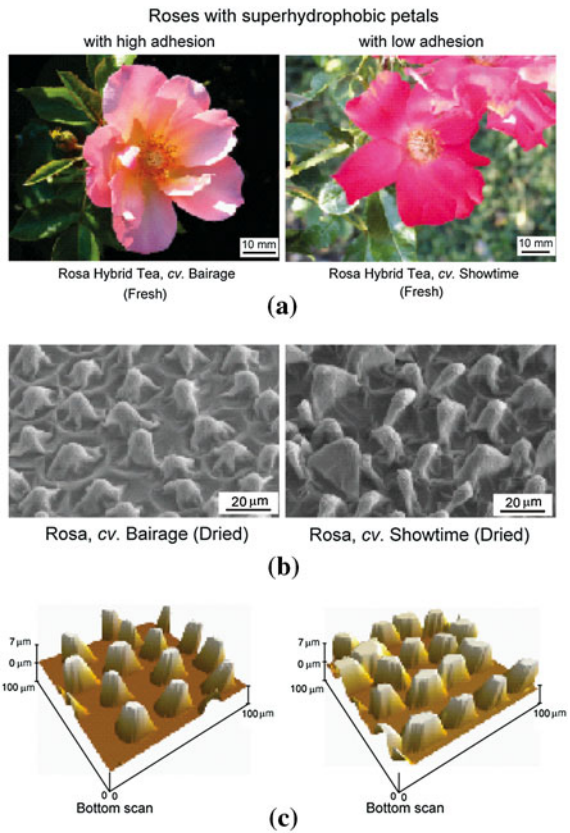 Roses with superhydrophobic petals
with high adhesion
with low adhesion
10 mm
10 mm
Rosa Hybrid Tea, cv. Bairage
(Fresh)
Rosa Hybrid Tea, cv. Showtime
(Fresh)
(a)
20 μm
20 μm
Rosa, cv. Bairage (Dried)
Rosa, cv. Showtime (Dried)
(b)
7 μm
0 μm
100 μm
100 μm
0 0
Bottom scan
7 μm
0 μm
100 μm
100 μm
0 0
Bottom scan
(c)